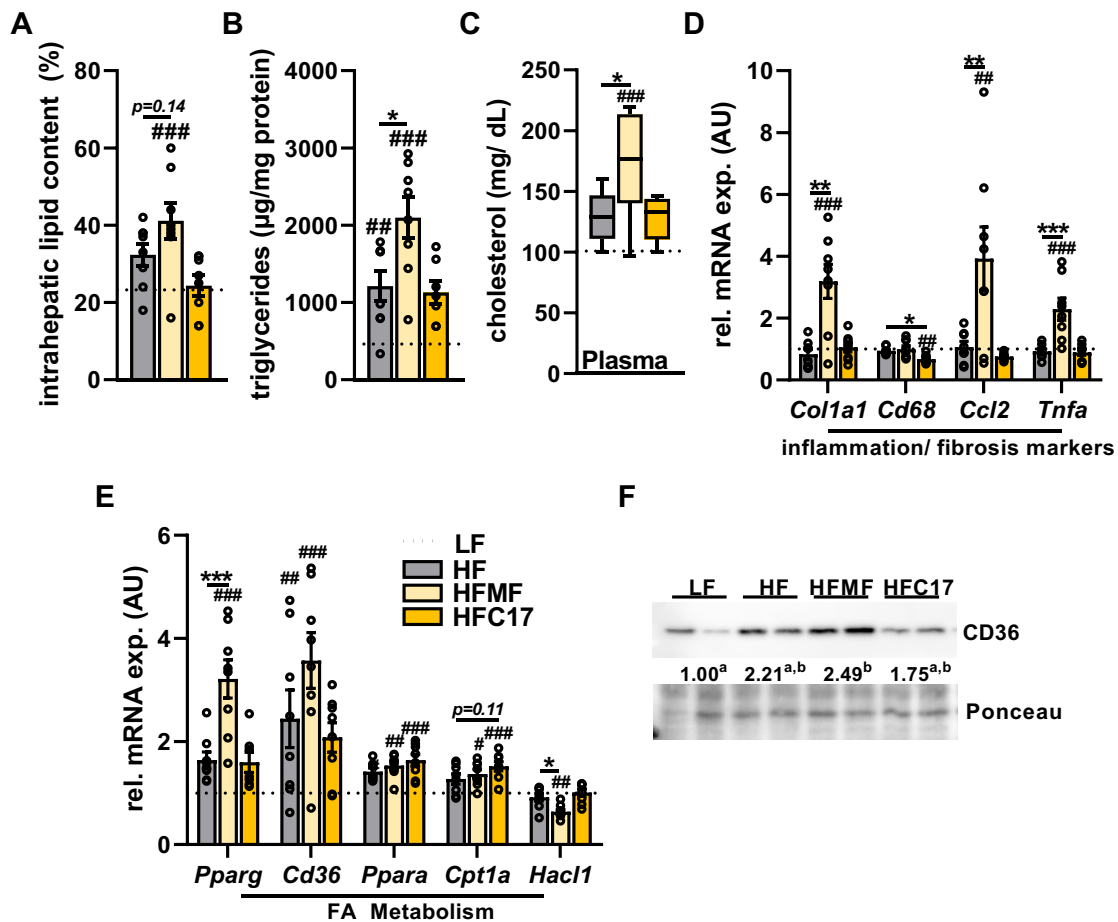 A
intrahepatic lipid content (%)
80
60
40
20
0
p=0.14
###
B
triglycerides (µg/mg protein)
4000
3000
2000
1000
0
*
##
###
C
cholesterol (mg/ dL)
250
200
150
100
50
0
*
###
Plasma
D
rel. mRNA exp. (AU)
10
8
6
4
2
0
**
###
*
##
**
##
***
###
Col1a1 Cd68 Ccl2 Tnfa
inflammation/ fibrosis markers
E
rel. mRNA exp. (AU)
6
4
2
0
***
###
##
###
##
###
p=0.11
#
###
*
##
LF
HF
HFMF
HFC17
Pparg Cd36 Ppara Cpt1a Hacl1
FA Metabolism
F
LF HF HFMF HFC17
CD36
1.00a 2.21a,b 2.49b 1.75a,b
Ponceau